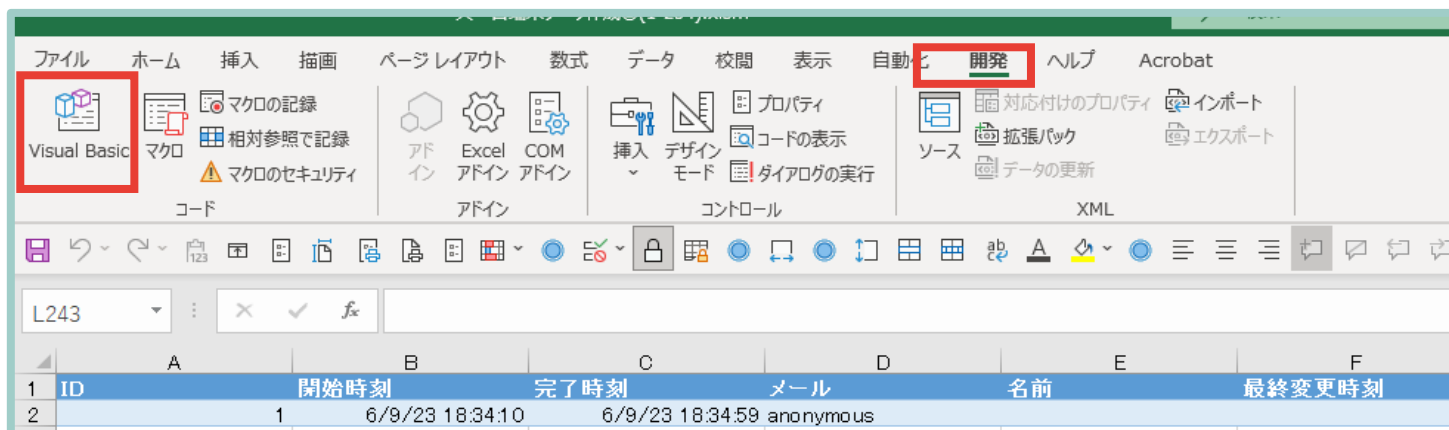 ファイル ホーム 挿入 描画 ページ レイアウト 数式 データ 校閲 表示 自動化 開発 ヘルプ Acrobat
Visual Basic マクロ マクロの記録 相対参照で記録 マクロのセキュリティ
コード
アドイン Excel アドイン COM アドイン
アドイン
挿入 デザイン モード プロパティ コードの表示 ダイアログの実行
コントロール
ソース 対応付けのプロパティ 拡張パック データの更新 インポート エクスポート
XML
123 ab A
L243 fx
A B C D E F
1 ID 開始時刻 完了時刻 メール 名前 最終変更時刻
2 1 6/9/23 18:34:10 6/9/23 18:34:59 anonymous